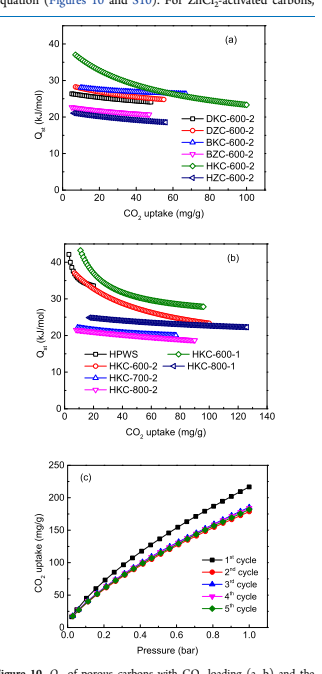 quation (Figures 10 and S10). For ZnCl2-activated carbons,
(a)
Qst (kJ/mol)
40
30
20
10
0
DKC-600-2
DZC-600-2
BKC-600-2
BZC-600-2
HKC-600-2
HZC-600-2
0 20 40 60 80 100
CO2 uptake (mg/g)
(b)
Qst (kJ/mol)
40
30
20
10
0
HPWS HKC-600-1
HKC-600-2 HKC-800-1
HKC-700-2
HKC-800-2
0 20 40 60 80 100 120 140
CO2 uptake (mg/g)
(c)
CO2 uptake (mg/g)
250
200
150
100
50
0
1st cycle
2nd cycle
3rd cycle
4th cycle
5th cycle
0.0 0.2 0.4 0.6 0.8 1.0
Pressure (bar)
Figure 10. Qst of porous carbons with CO2 loading (a, b) and the